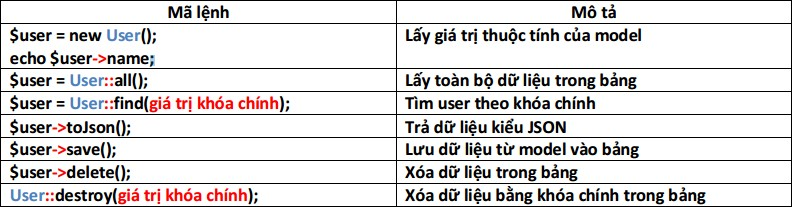 Mã lệnh Mô tả
$user = new User(); Lấy giá trị thuộc tính của model
echo $user->name;
$user = User::all(); Lấy toàn bộ dữ liệu trong bảng
$user = User::find(giá trị khóa chính); Tìm user theo khóa chính
$user->toJson(); Trả dữ liệu kiểu JSON
$user->save(); Lưu dữ liệu từ model vào bảng
$user->delete(); Xóa dữ liệu trong bảng
User::destroy(giá trị khóa chính); Xóa dữ liệu bằng khóa chính trong bảng